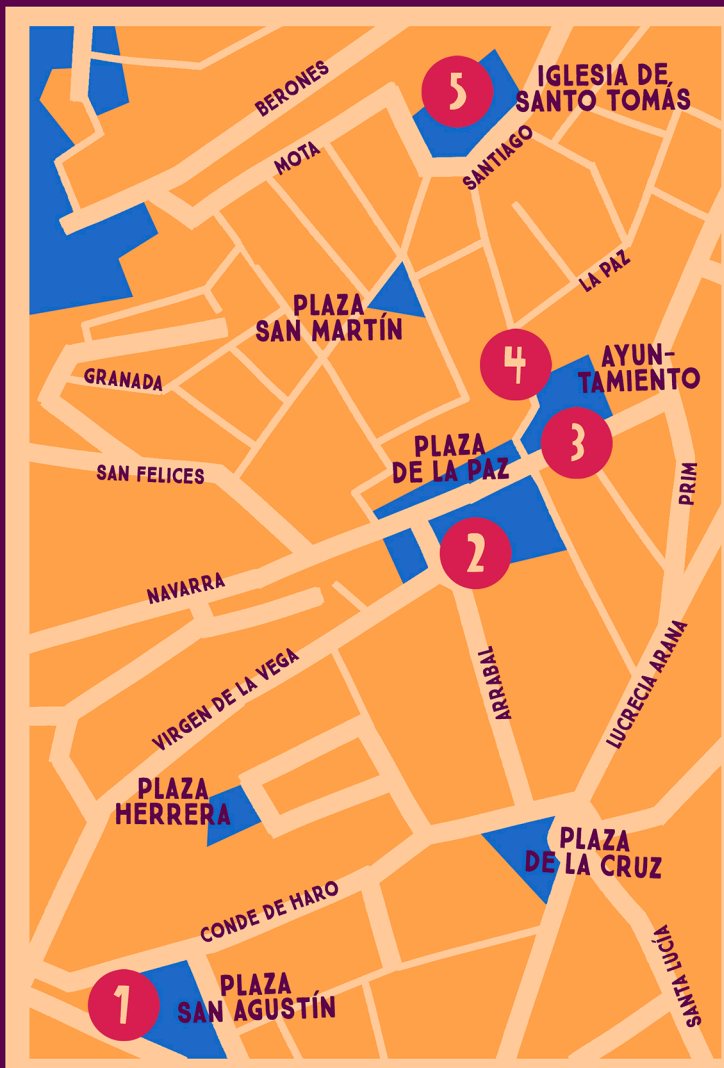 5
IGLESIA DE
SANTO TOMÁS
BERONES
MOTA
SANTIAGO
LA PAZ
PLAZA
SAN MARTÍN
4
AYUN-
TAMIENTO
GRANADA
3
PLAZA
DE LA PAZ
SAN FELICES
PRIM
2
NAVARRA
VIRGEN DE LA VEGA
ARRABAL
LUCRECIA ARANA
PLAZA
HERRERA
PLAZA
DE LA CRUZ
CONDE DE HARO
SANTA LUCÍA
1
PLAZA
SAN AGUSTÍN